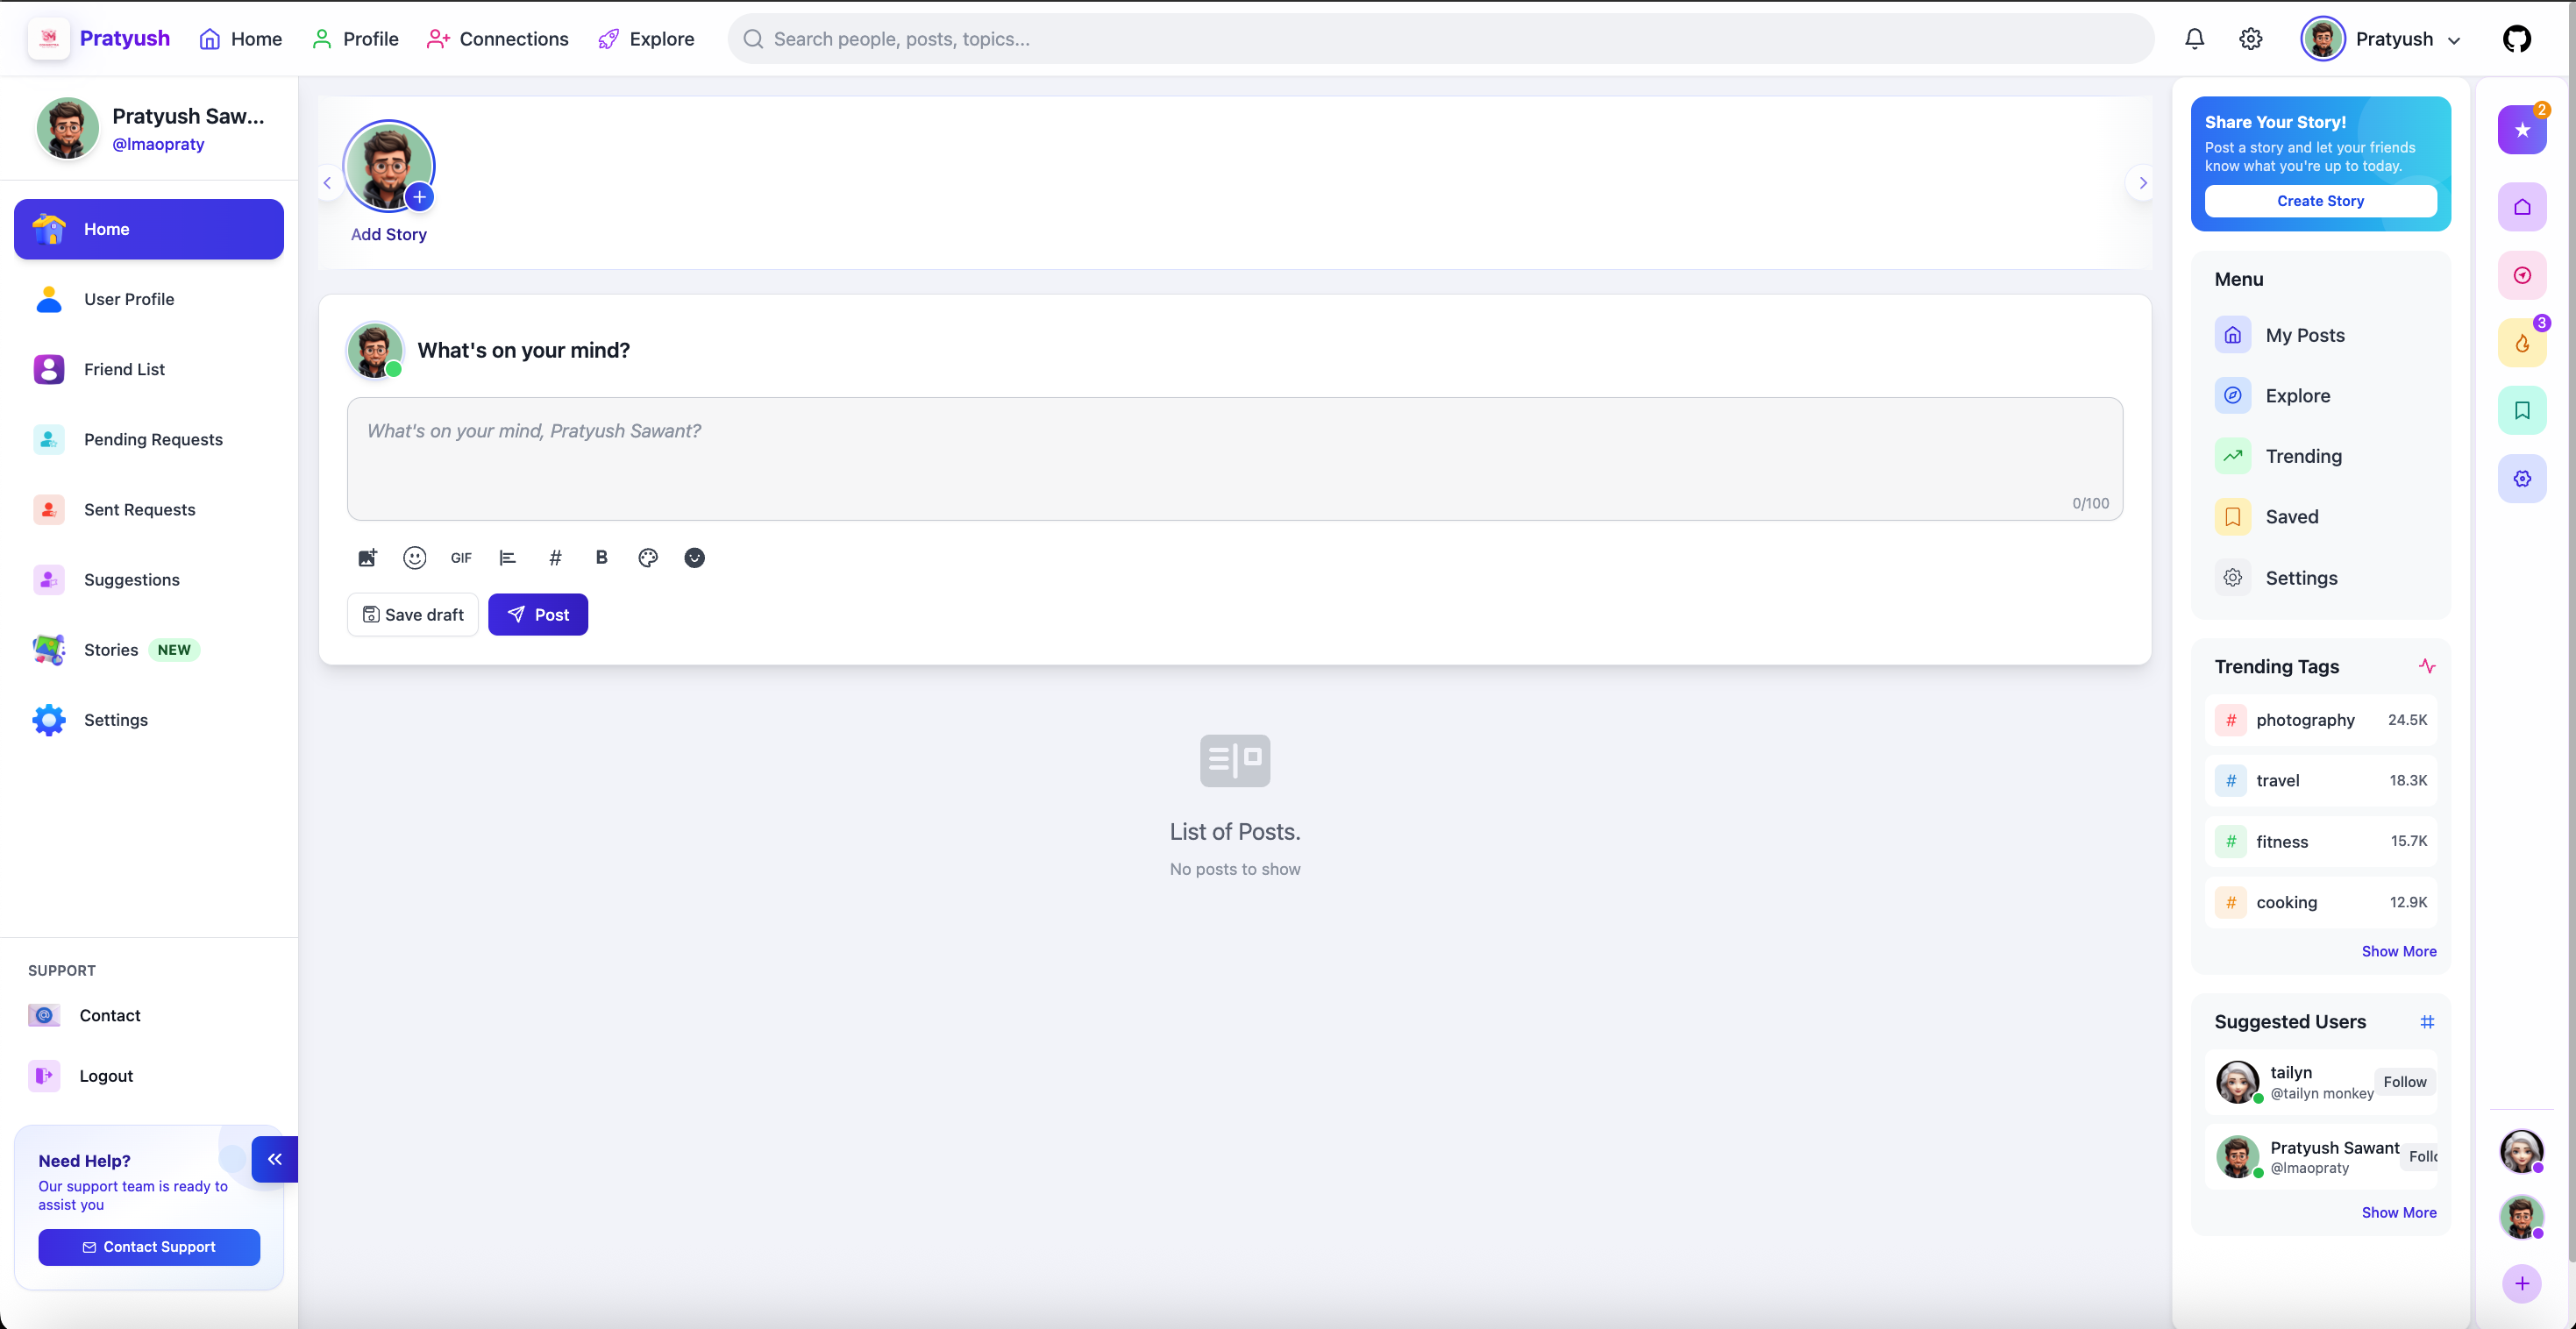 Pratyush
Home
Profile
Connections
Explore
Search people, posts, topics...
Pratyush
Pratyush Saw...
@lmaopraty
Home
User Profile
Friend List
Pending Requests
Sent Requests
Suggestions
Stories NEW
Settings
SUPPORT
Contact
Logout
Need Help?
Our support team is ready to
assist you
Contact Support
Add Story
What's on your mind?
What's on your mind, Pratyush Sawant?
0/100
GIF
#
B
Save draft
Post
List of Posts.
No posts to show
Share Your Story!
Post a story and let your friends
know what you're up to today.
Create Story
Menu
My Posts
Explore
Trending
Saved
Settings
Trending Tags
# photography 24.5K
# travel 18.3K
# fitness 15.7K
# cooking 12.9K
Show More
Suggested Users
#
tailyn
@tailyn monkey
Follow
Pratyush Sawant
@lmaopraty
Follo
Show More
2
3